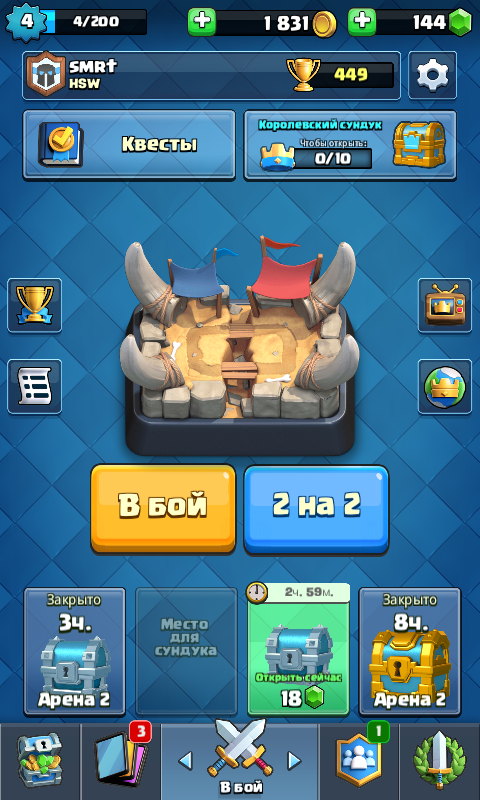 4
4/200
1 831
144
smr†
HSW
449
Квесты
Королевский сундук
Чтобы открыть:
0/10
В бой
2 на 2
Закрыто
3ч.
Арена 2
Место
для
сундука
2ч. 59м.
Открыть сейчас
18
Закрыто
8ч.
Арена 2
3
В бой
1